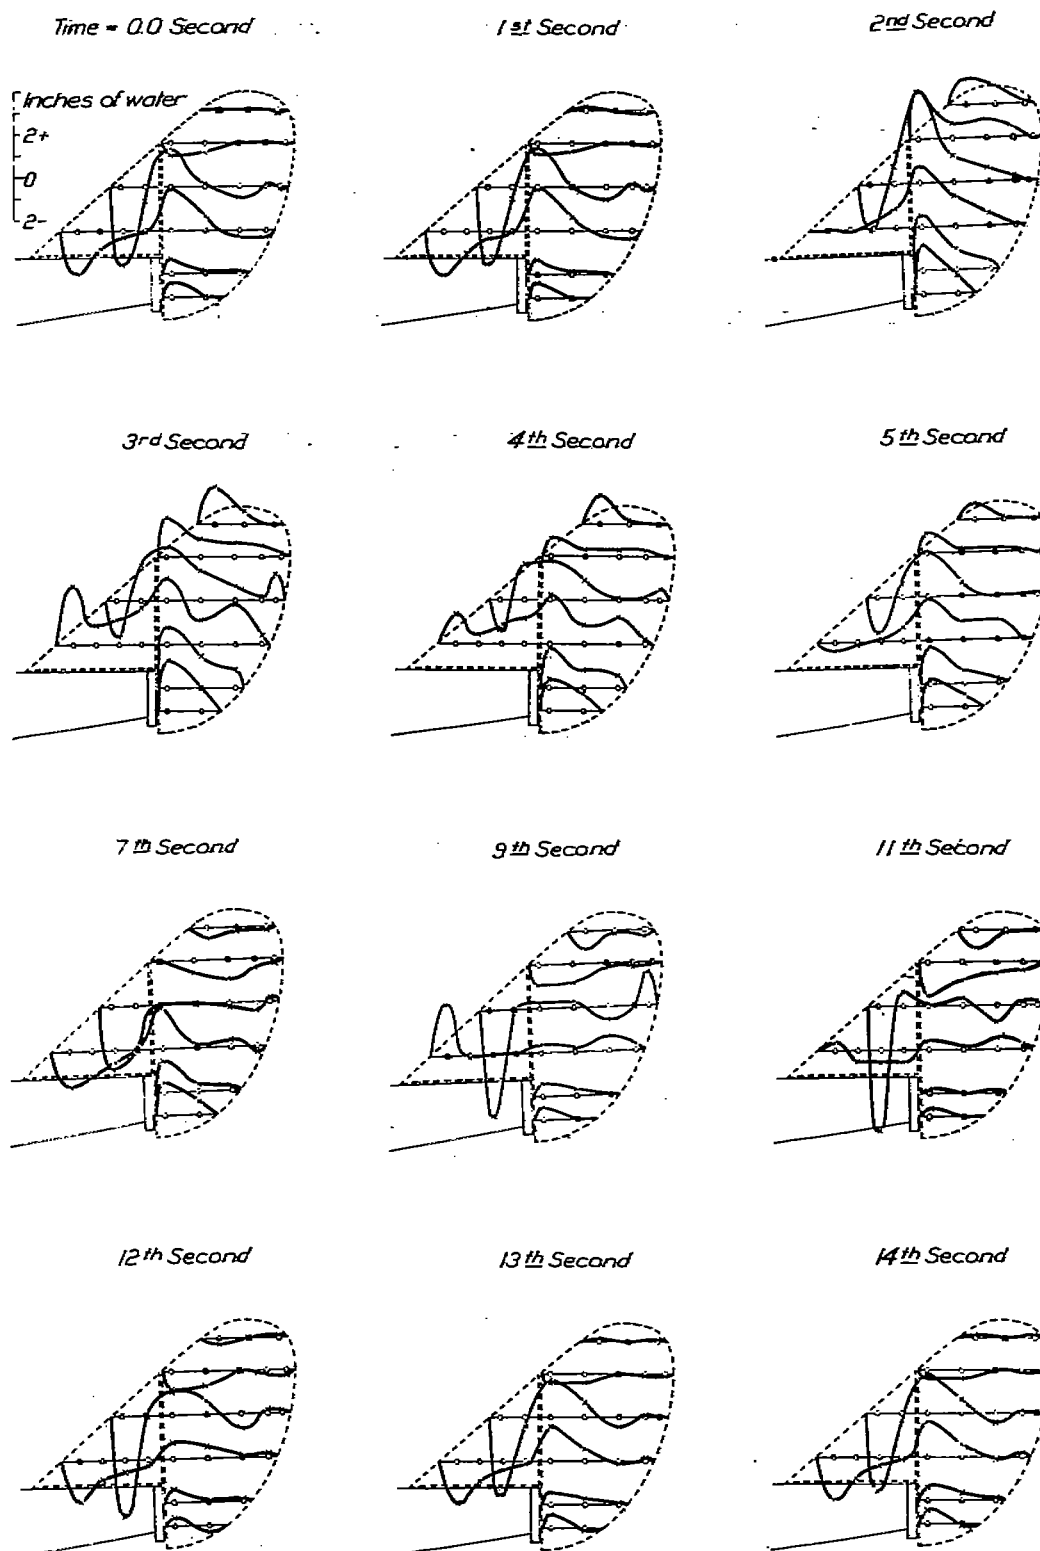 Time = 0.0 Second
1st Second
2nd Second
Inches of water
2+
0
2-
3rd Second
4th Second
5th Second
7th Second
9th Second
11th Second
12th Second
13th Second
14th Second